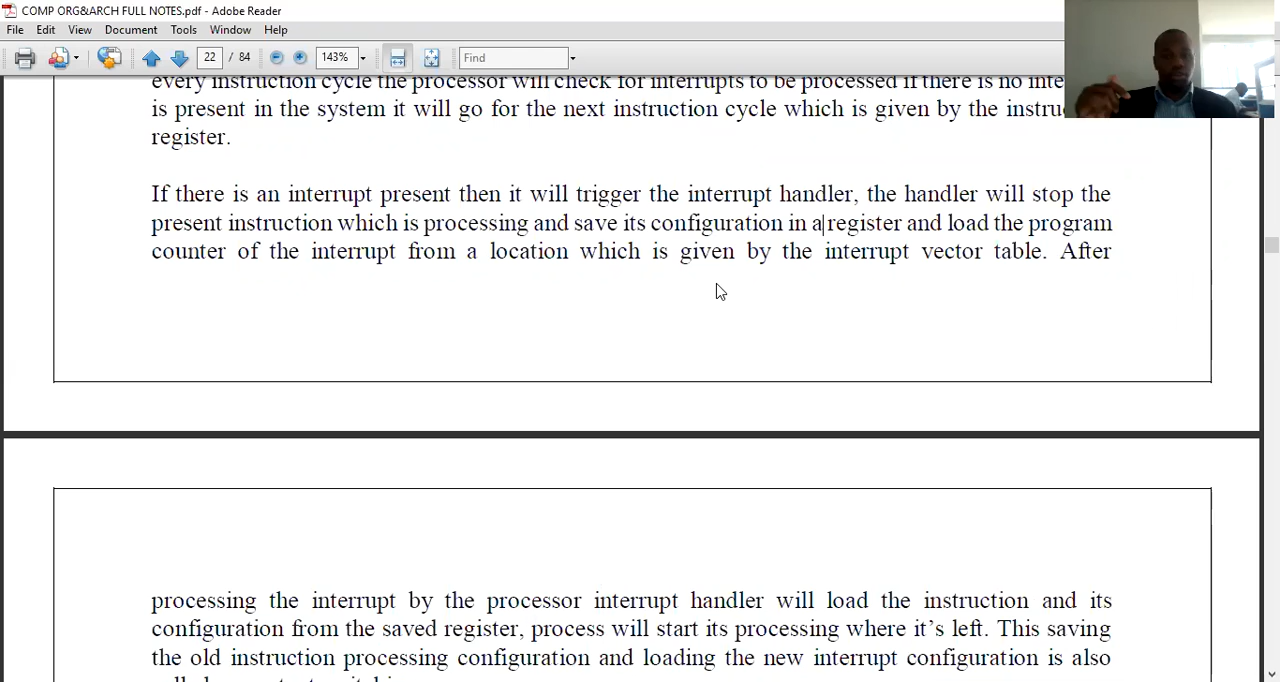 COMP ORG&ARCH FULL NOTES.pdf - Adobe Reader
File Edit View Document Tools Window Help
22 / 84 143% Find
every instruction cycle the processor will check for interrupts to be processed if there is no
is present in the system it will go for the next instruction cycle which is given by the
register.
If there is an interrupt present then it will trigger the interrupt handler, the handler will stop the
present instruction which is processing and save its configuration in a register and load the program
counter of the interrupt from a location which is given by the interrupt vector table. After
processing the interrupt by the processor interrupt handler will load the instruction and its
configuration from the saved register, process will start its processing where it's left. This saving
the old instruction processing configuration and loading the new interrupt configuration is also